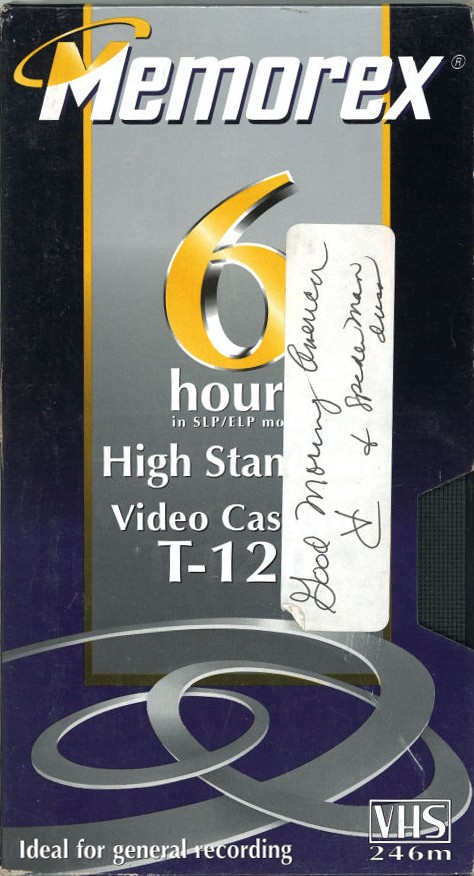 Memorex®
6
hour
in SLP/ELP mo
High Stan
Video Cas
T-12
Good Morning America
& Spider Man
Ideal for general recording
VHS
246m